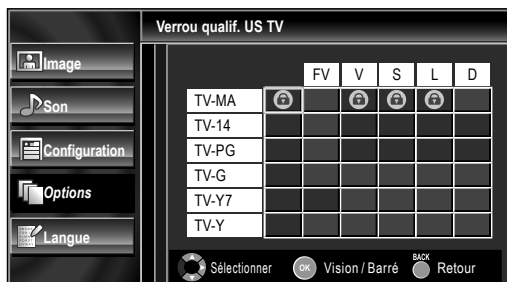 Verrou qualif. US TV
Image
Son
Configuration
Options
Langue
FV V S L D
TV-MA
TV-14
TV-PG
TV-G
TV-Y7
TV-Y
Sélectionner OK Vision / Barré BACK Retour